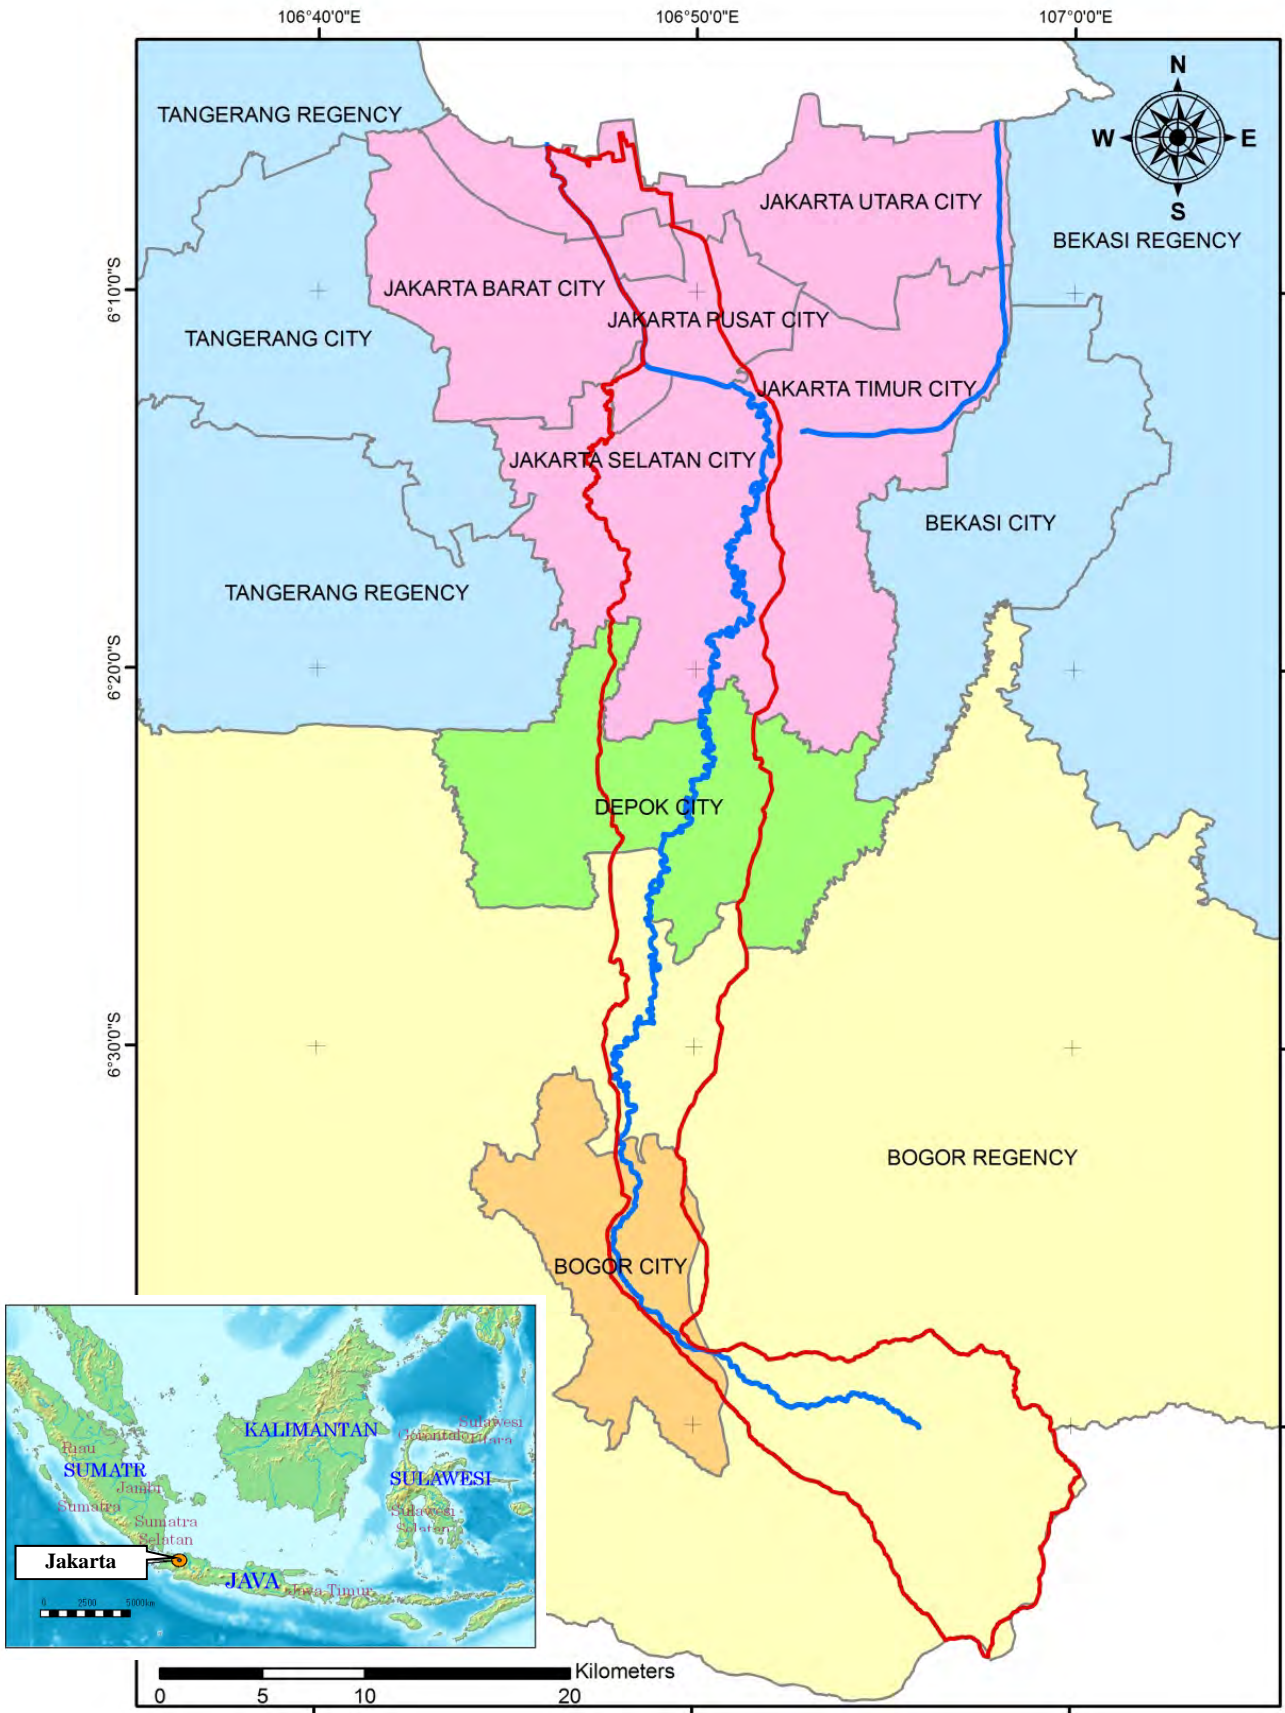 106°40'0"E
106°50'0"E
107°0'0"E
N
W
E
S
TANGERANG REGENCY
JAKARTA UTARA CITY
BEKASI REGENCY
6°10'0"S
JAKARTA BARAT CITY
JAKARTA PUSAT CITY
TANGERANG CITY
JAKARTA TIMUR CITY
JAKARTA SELATAN CITY
BEKASI CITY
TANGERANG REGENCY
6°20'0"S
DEPOK CITY
6°30'0"S
BOGOR REGENCY
BOGOR CITY
KALIMANTAN
Sulawesi
Utara
Gorontalo
Riau
SUMATR
Jambi
SULAWESI
Sumatra
Sumatra
Selatan
Sulawesi
Selatan
Jakarta
JAVA
Jawa Timur
0 2500 5000km
Kilometers
0 5 10 20